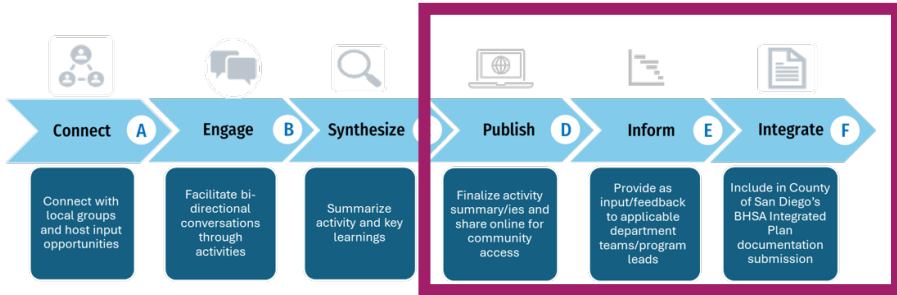 Connect
A
Engage
B
Synthesize
Publish
D
Inform
E
Integrate
F
Connect with
local groups
and host input
opportunities
Facilitate bi-
directional
conversations
through
activities
Summarize
activity and key
learnings
Finalize activity
summary/ies and
share online for
community
access
Provide as
input/feedback
to applicable
department
teams/program
leads
Include in County
of San Diego's
BHSA Integrated
Plan
documentation
submission